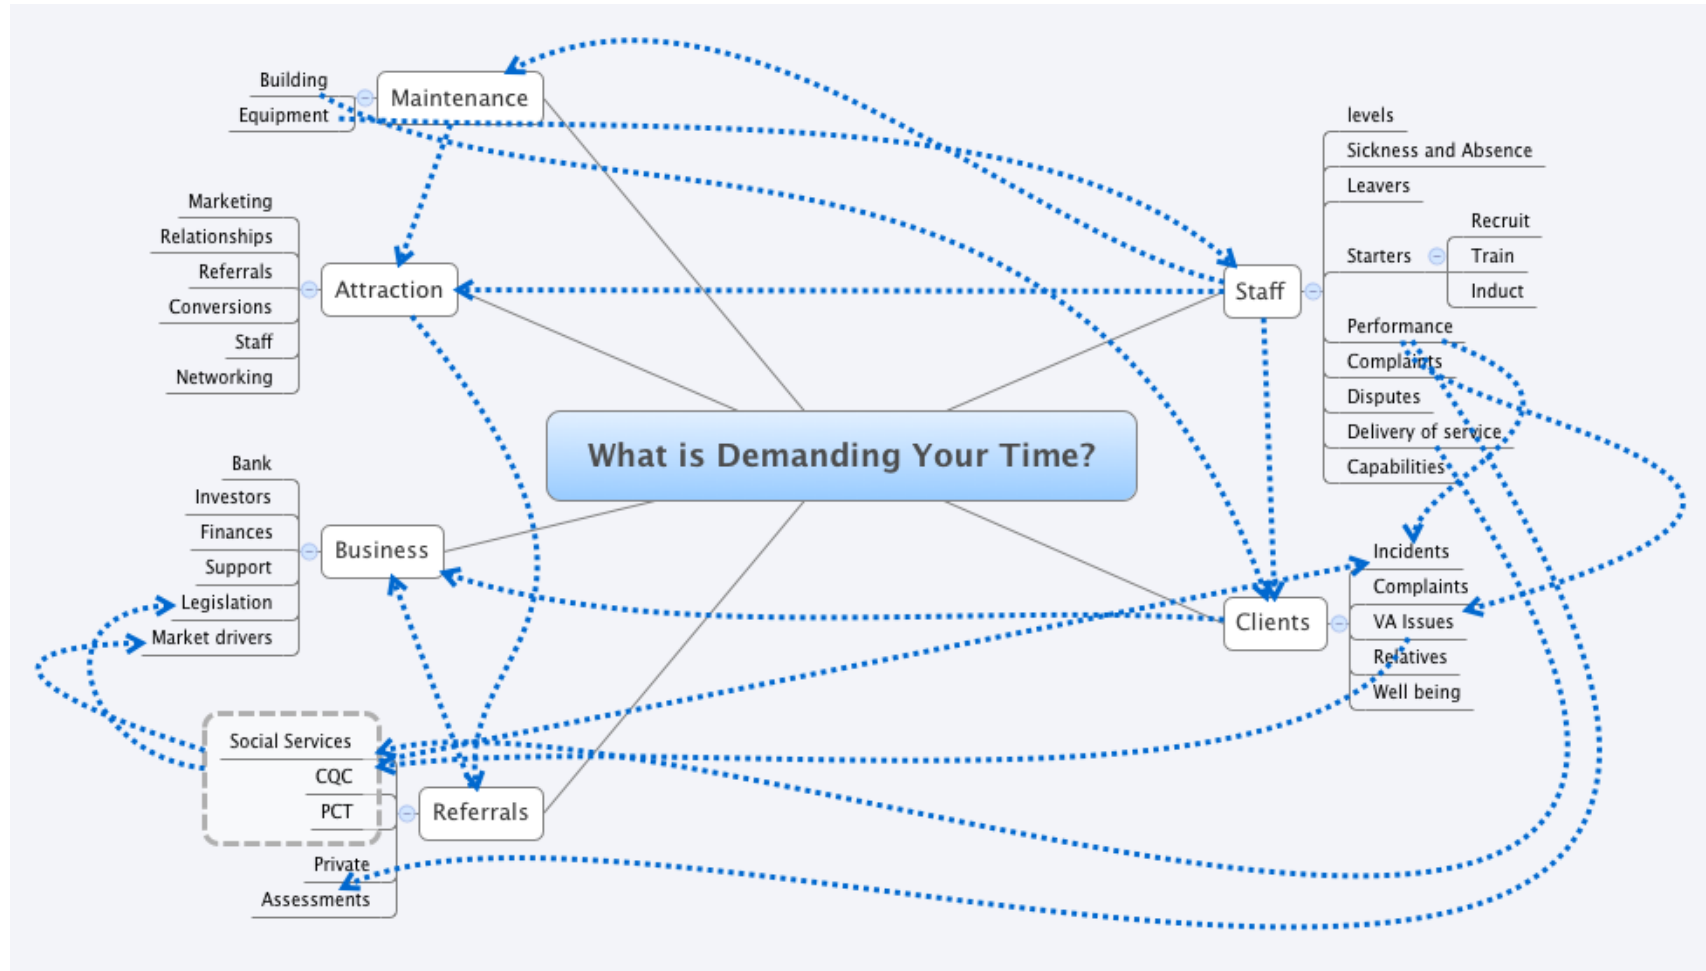 What is Demanding Your Time?
Maintenance
Building
Equipment
Attraction
Marketing
Relationships
Referrals
Conversions
Staff
Networking
Business
Bank
Investors
Finances
Support
Legislation
Market drivers
Referrals
Social Services
CQC
PCT
Private
Assessments
Staff
levels
Sickness and Absence
Leavers
Starters
Recruit
Train
Induct
Performance
Complaints
Disputes
Delivery of service
Capabilities
Clients
Incidents
Complaints
VA Issues
Relatives
Well being